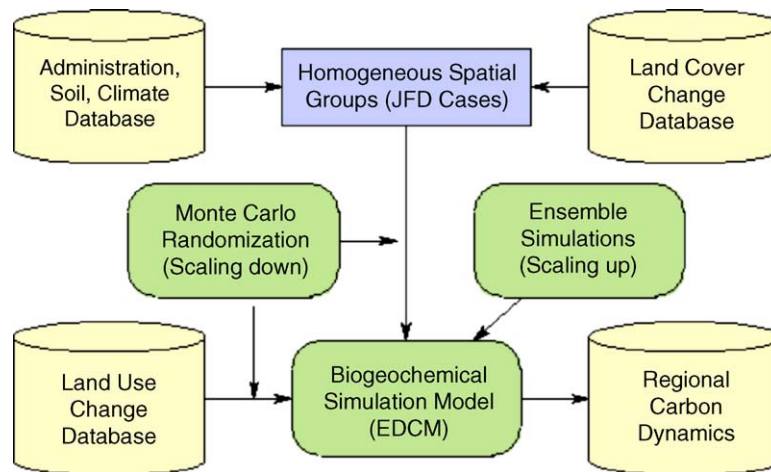 Administration,
Soil, Climate
Database
Homogeneous Spatial
Groups (JFD Cases)
Land Cover
Change
Database
Monte Carlo
Randomization
(Scaling down)
Ensemble
Simulations
(Scaling up)
Land Use
Change
Database
Biogeochemical
Simulation Model
(EDCM)
Regional
Carbon
Dynamics